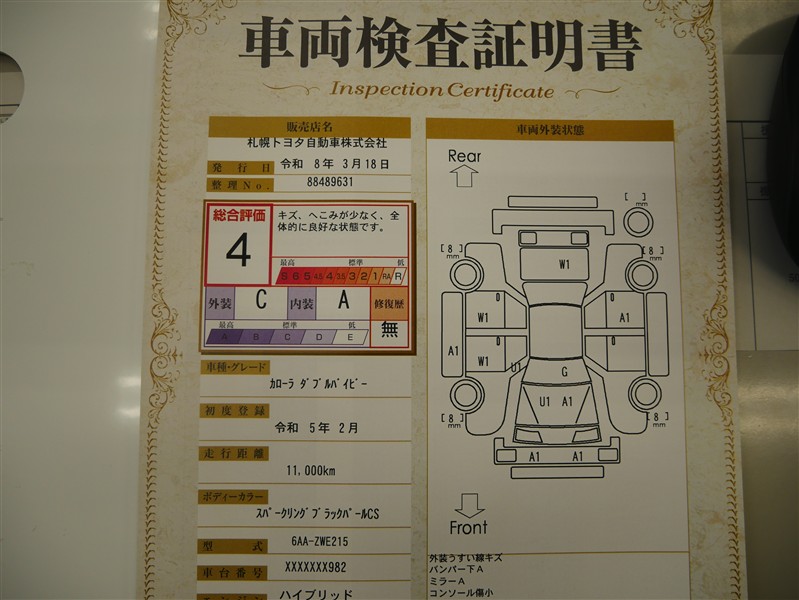 車両検査証明書
Inspection Certificate
販売店名
札幌トヨタ自動車株式会社
発行日 令和 8年 3月18日
整理No. 88489631
総合評価
4
キズ、へこみが少なく、全
体的に良好な状態です。
最高 標準 低
S 6 5 4.5 4 3.5 3 2 1 RA R
外装 C 内装 A 修復歴
無
最高 標準 低
A B C D E
車種・グレード
ｶﾛｰﾗ ﾀﾞﾌﾞﾙﾊﾞｲﾋﾞｰ
初度登録
令和 5年 2月
走行距離
11,000km
ボディーカラー
ｽﾊﾟｰｸﾘﾝｸﾞﾌﾞﾗｯｸﾊﾟｰﾙCS
型式 6AA-ZWE215
車台番号 XXXXXXX982
ハイブリッド
車両外装状態
Rear
[ ]
mm
[ 8 ]
mm
[ 8 ]
mm
W1
W1
A1
A1
W1
U1
G
U1 A1
[ 8 ]
mm
[ 8 ]
mm
A1 A1
Front
外装うすい線キズ
バンパー下A
ミラーA
コンソール傷小